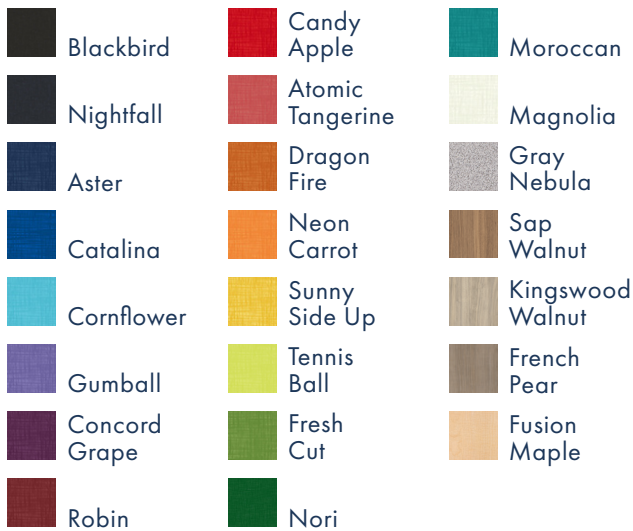 Blackbird
Nightfall
Aster
Catalina
Cornflower
Gumball
Concord
Grape
Robin
Candy
Apple
Atomic
Tangerine
Dragon
Fire
Neon
Carrot
Sunny
Side Up
Tennis
Ball
Fresh
Cut
Nori
Moroccan
Magnolia
Gray
Nebula
Sap
Walnut
Kingswood
Walnut
French
Pear
Fusion
Maple